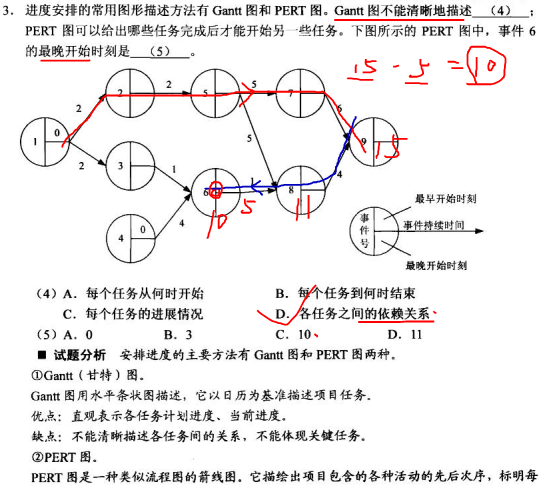 3. 进度安排的常用图形描述方法有 Gantt 图和 PERT 图。Gantt 图不能清晰地描述 （4） ；
PERT 图可以给出哪些任务完成后才能开始另一些任务。下图所示的 PERT 图中，事件 6
的最晚开始时刻是 （5） 。
15 - 5 = 10
2 2 5 5 7
2 6
1 0 5 9 15
2 3 1 4
6 8
10 5 11
4 0 4
最早开始时刻
事件号 事件持续时间
最晚开始时刻
（4）A．每个任务从何时开始 B．每个任务到何时结束
C．每个任务的进展情况 D．各任务之间的依赖关系
（5）A．0 B．3 C．10 D．11
■ 试题分析 安排进度的主要方法有 Gantt 图和 PERT 图两种。
①Gantt（甘特）图。
Gantt 图用水平条状图描述，它以日历为基准描述项目任务。
优点：直观表示各任务计划进度、当前进度。
缺点：不能清晰描述各任务间的关系，不能体现关键任务。
②PERT 图。
PERT 图是一种类似流程图的箭线图。它描绘出项目包含的各种活动的先后次序，标明每